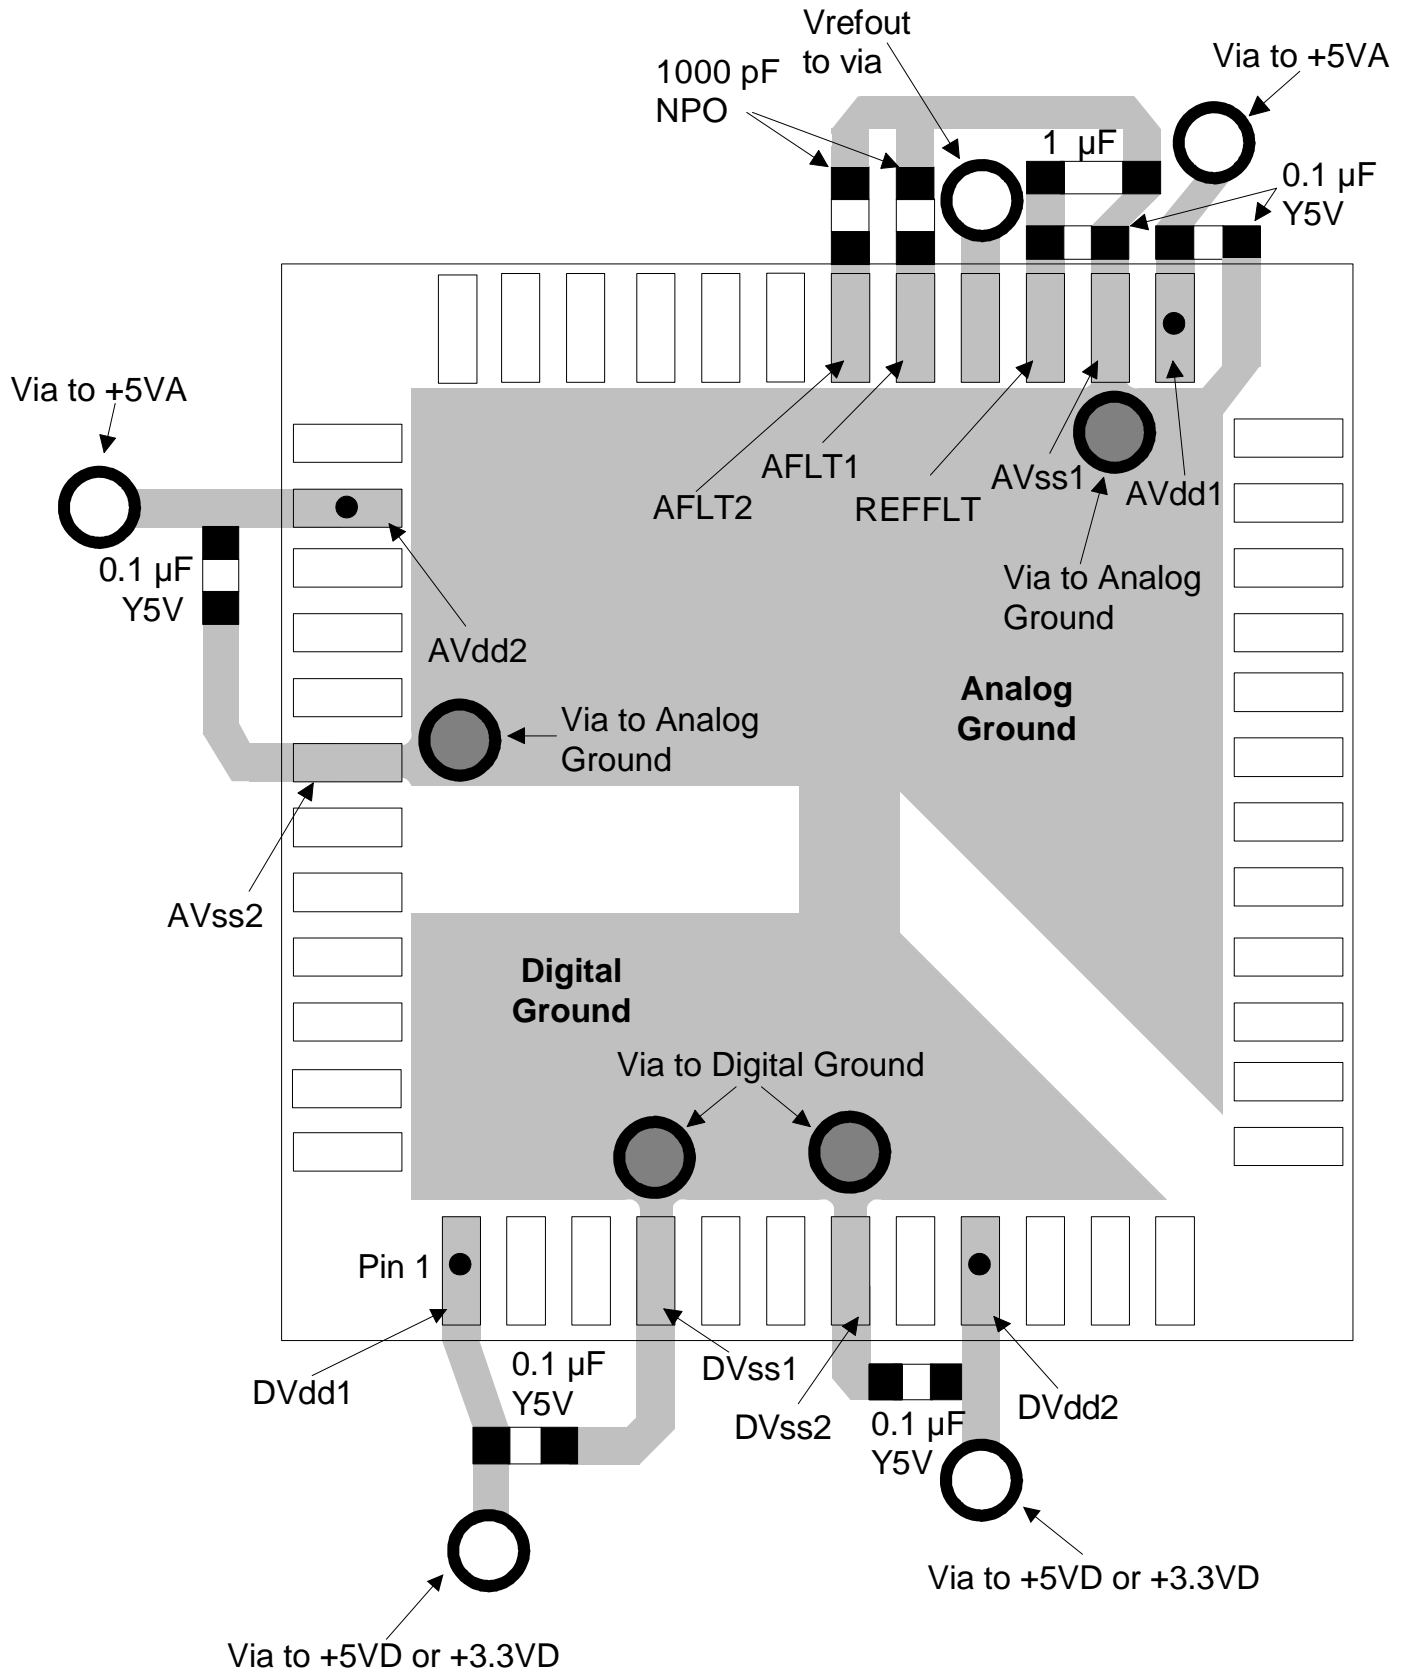 Vrefout
to via
1000 pF
NPO
Via to +5VA
1 µF
0.1 µF
Y5V
Via to +5VA
AFLT2
AFLT1
REFFLT
AVss1
AVdd1
0.1 µF
Y5V
AVdd2
Via to Analog
Ground
Analog
Ground
Via to Analog
Ground
AVss2
Digital
Ground
Via to Digital Ground
Pin 1
DVdd1
0.1 µF
Y5V
DVss1
DVss2
0.1 µF
Y5V
DVdd2
Via to +5VD or +3.3VD
Via to +5VD or +3.3VD